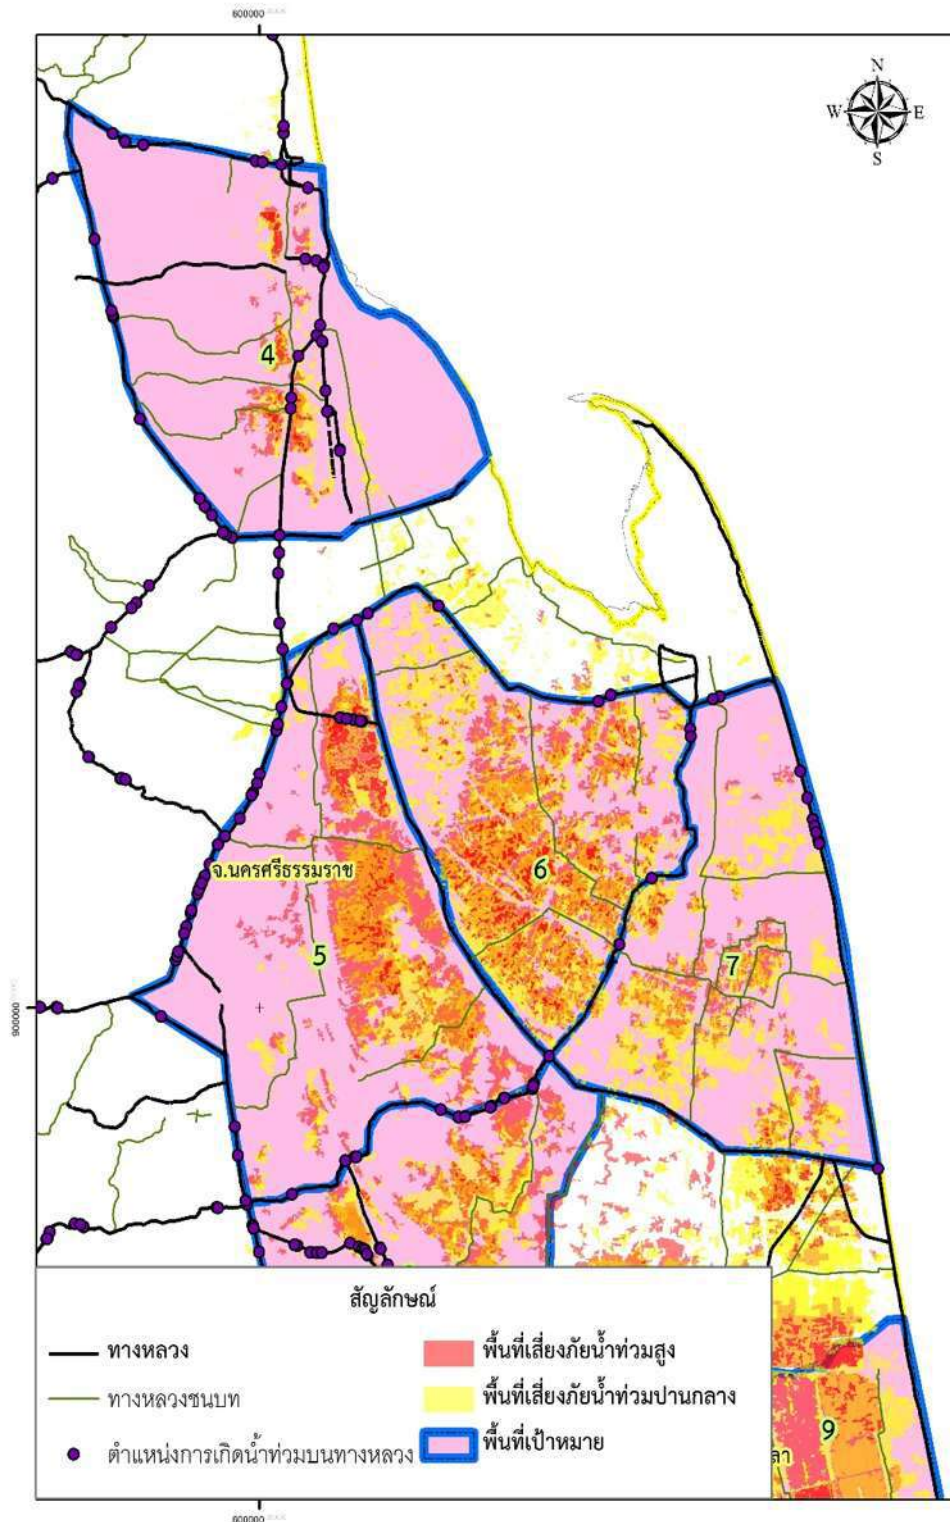 600000
N
W E
S
4
จ.นครศรีธรรมราช
6
5
7
900000
สัญลักษณ์
ทางหลวง
ทางหลวงชนบท
ตำแหน่งการเกิดน้ำท่วมบนทางหลวง
พื้นที่เสี่ยงภัยน้ำท่วมสูง
พื้นที่เสี่ยงภัยน้ำท่วมปานกลาง
พื้นที่เป้าหมาย
9
ลา
600000